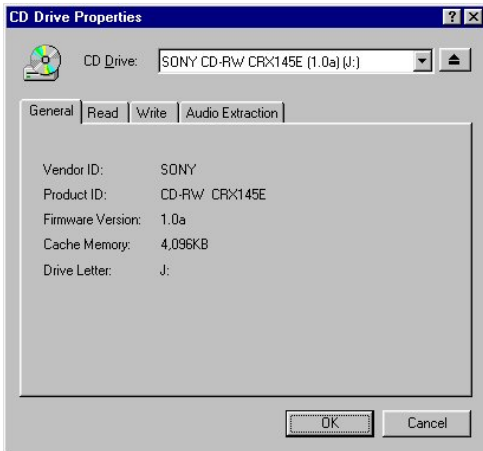 CD Drive Properties
CD Drive: SONY CD-RW CRX145E (1.0a) (J:)
General Read Write Audio Extraction
Vendor ID: SONY
Product ID: CD-RW CRX145E
Firmware Version: 1.0a
Cache Memory: 4,096KB
Drive Letter: J:
OK Cancel